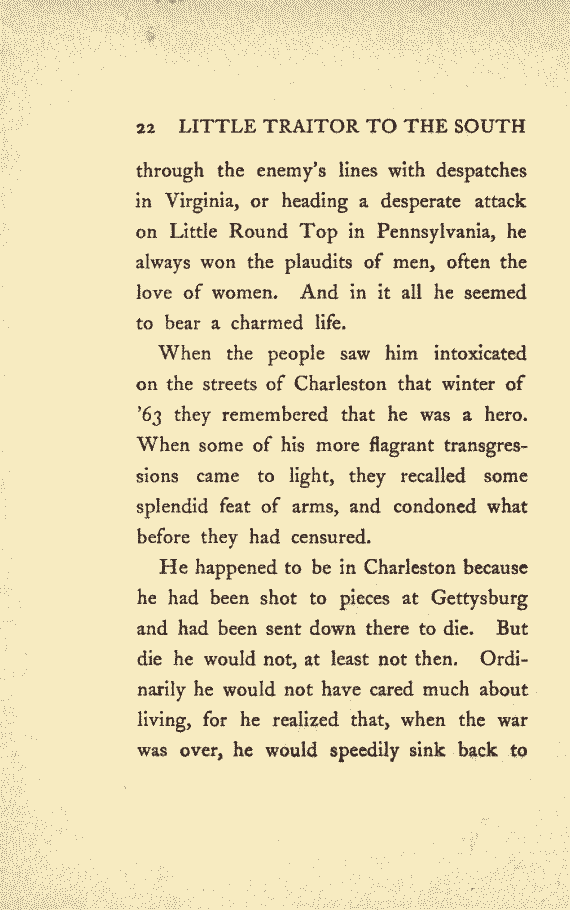 22 LITTLE TRAITOR TO THE SOUTH
through the enemy's lines with despatches
in Virginia, or heading a desperate attack
on Little Round Top in Pennsylvania, he
always won the plaudits of men, often the
love of women. And in it all he seemed
to bear a charmed life.
When the people saw him intoxicated
on the streets of Charleston that winter of
'63 they remembered that he was a hero.
When some of his more flagrant transgres-
sions came to light, they recalled some
splendid feat of arms, and condoned what
before they had censured.
He happened to be in Charleston because
he had been shot to pieces at Gettysburg
and had been sent down there to die. But
die he would not, at least not then. Ordi-
narily he would not have cared much about
living, for he realized that, when the war
was over, he would speedily sink back to